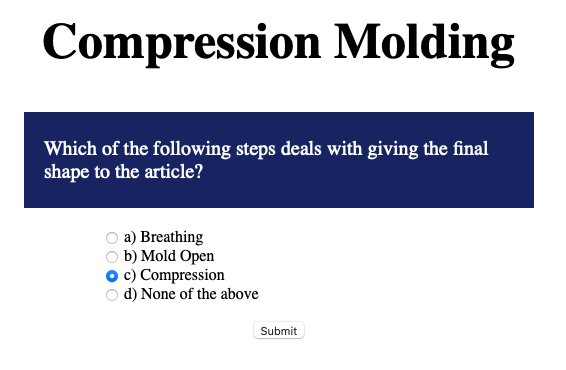 Compression Molding
Which of the following steps deals with giving the final
shape to the article?
a) Breathing
b) Mold Open
c) Compression
d) None of the above
Submit